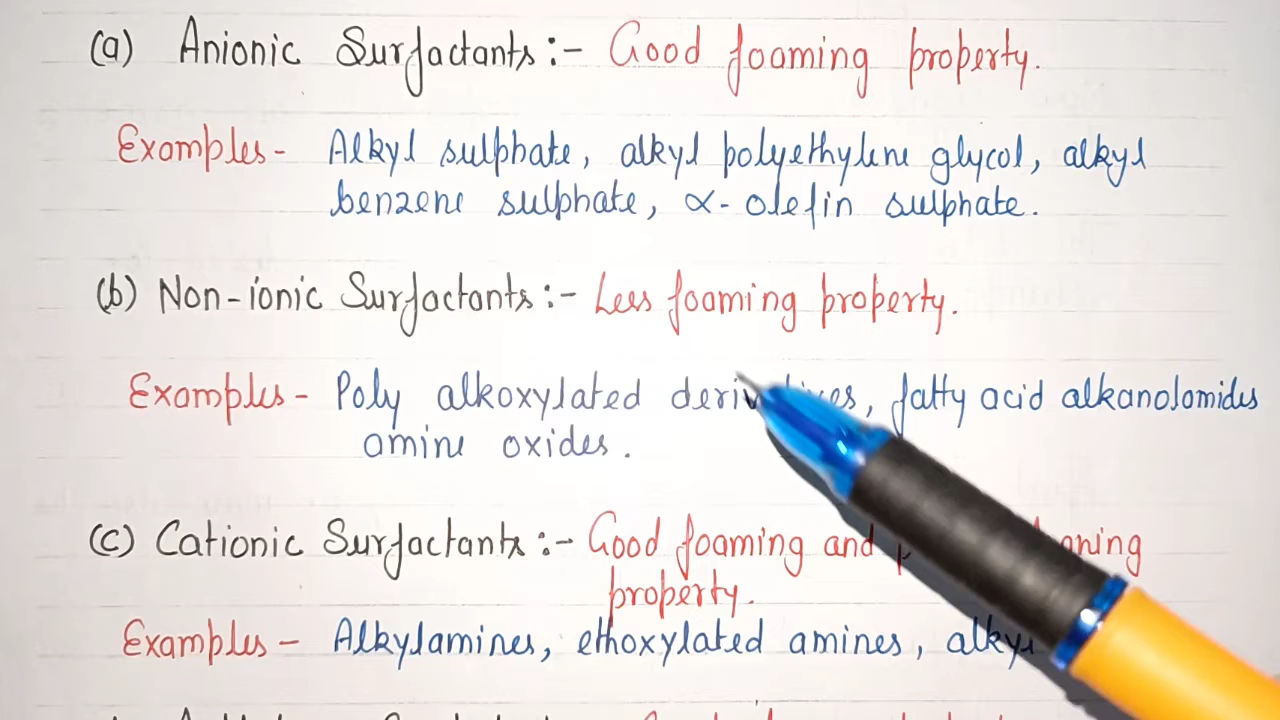 (a) Anionic Surfactants:- Good foaming property.
Examples- Alkyl sulphate, alkyl polyethylene glycol, alkyl
benzene sulphate, α-olefin sulphate.
(b) Non-ionic Surfactants:- Less foaming property.
Examples- Poly alkoxylated derivatives, fatty acid alkanolamides
amine oxides.
(c) Cationic Surfactants:- Good foaming and
property.
Examples- Alkylamines, ethoxylated amines,